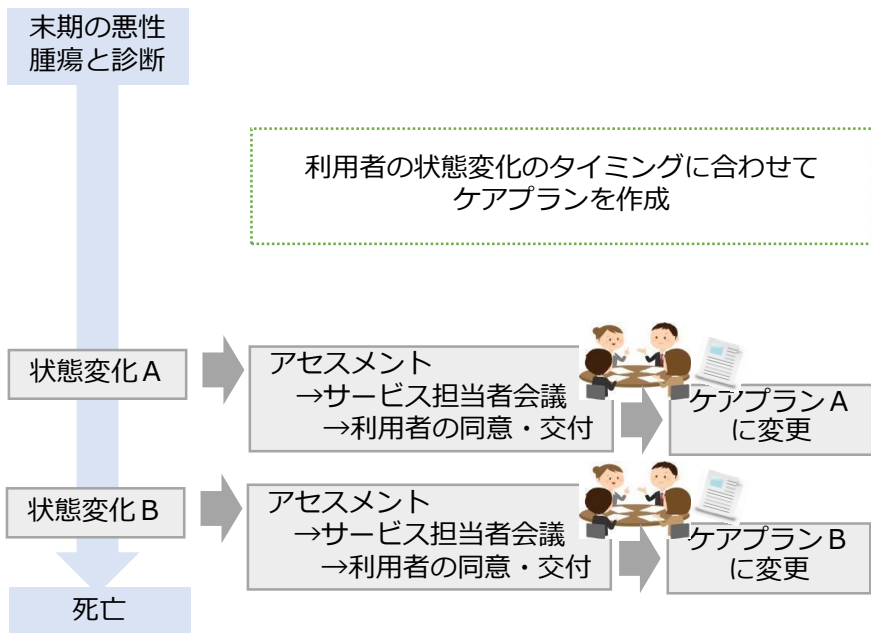 末期の悪性
腫瘍と診断
利用者の状態変化のタイミングに合わせて
ケアプランを作成
状態変化A
アセスメント
→サービス担当者会議
→利用者の同意・交付
ケアプランA
に変更
状態変化B
アセスメント
→サービス担当者会議
→利用者の同意・交付
ケアプランB
に変更
死亡